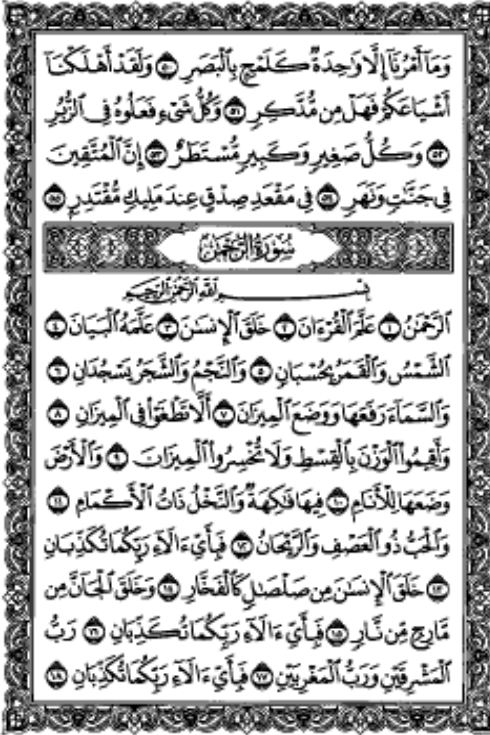 وَمَآ أَمْرُنَآ إِلَّا وَٰحِدَةٌ كَلَمْحٍۭ بِٱلْبَصَرِ ۝٥٠ وَلَقَدْ أَهْلَكْنَآ
أَشْيَاعَكُمْ فَهَلْ مِن مُّدَّكِرٍ ۝٥١ وَكُلُّ شَىْءٍ فَعَلُوهُ فِى ٱلزُّبُرِ
۝٥٢ وَكُلُّ صَغِيرٍ وَكَبِيرٍ مُّسْتَطَرٌ ۝٥٣ إِنَّ ٱلْمُتَّقِينَ
فِى جَنَّٰتٍ وَنَهَرٍ ۝٥٤ فِى مَقْعَدِ صِدْقٍ عِندَ مَلِيكٍ مُّقْتَدِرٍۭ ۝٥٥
سُورَةُ الرَّحْمَٰن
بِسْمِ ٱللَّهِ ٱلرَّحْمَٰنِ ٱلرَّحِيمِ
ٱلرَّحْمَٰنُ ۝١ عَلَّمَ ٱلْقُرْءَانَ ۝٢ خَلَقَ ٱلْإِنسَٰنَ ۝٣ عَلَّمَهُ ٱلْبَيَانَ ۝٤
ٱلشَّمْسُ وَٱلْقَمَرُ بِحُسْبَانٍ ۝٥ وَٱلنَّجْمُ وَٱلشَّجَرُ يَسْجُدَانِ ۝٦
وَٱلسَّمَآءَ رَفَعَهَا وَوَضَعَ ٱلْمِيزَانَ ۝٧ أَلَّا تَطْغَوْا۟ فِى ٱلْمِيزَانِ ۝٨
وَأَقِيمُوا۟ ٱلْوَزْنَ بِٱلْقِسْطِ وَلَا تُخْسِرُوا۟ ٱلْمِيزَانَ ۝٩ وَٱلْأَرْضَ
وَضَعَهَا لِلْأَنَامِ ۝١٠ فِيهَا فَٰكِهَةٌ وَٱلنَّخْلُ ذَاتُ ٱلْأَكْمَامِ ۝١١
وَٱلْحَبُّ ذُو ٱلْعَصْفِ وَٱلرَّيْحَانُ ۝١٢ فَبِأَىِّ ءَالَآءِ رَبِّكُمَا تُكَذِّبَانِ
۝١٣ خَلَقَ ٱلْإِنسَٰنَ مِن صَلْصَٰلٍ كَٱلْفَخَّارِ ۝١٤ وَخَلَقَ ٱلْجَآنَّ مِن
مَّارِجٍ مِّن نَّارٍ ۝١٥ فَبِأَىِّ ءَالَآءِ رَبِّكُمَا تُكَذِّبَانِ ۝١٦ رَبُّ
ٱلْمَشْرِقَيْنِ وَرَبُّ ٱلْمَغْرِبَيْنِ ۝١٧ فَبِأَىِّ ءَالَآءِ رَبِّكُمَا تُكَذِّبَانِ ۝١٨